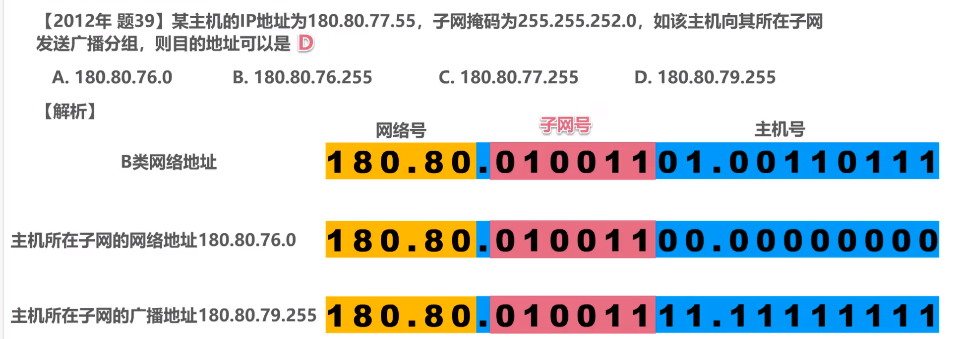 【2012年 题39】某主机的IP地址为180.80.77.55，子网掩码为255.255.252.0，如该主机向其所在子网
发送广播分组，则目的地址可以是 D
A. 180.80.76.0 B. 180.80.76.255 C. 180.80.77.255 D. 180.80.79.255
【解析】
网络号 子网号 主机号
B类网络地址 180.80.01001101.00110111
主机所在子网的网络地址180.80.76.0 180.80.01001100.00000000
主机所在子网的广播地址180.80.79.255 180.80.01001111.11111111